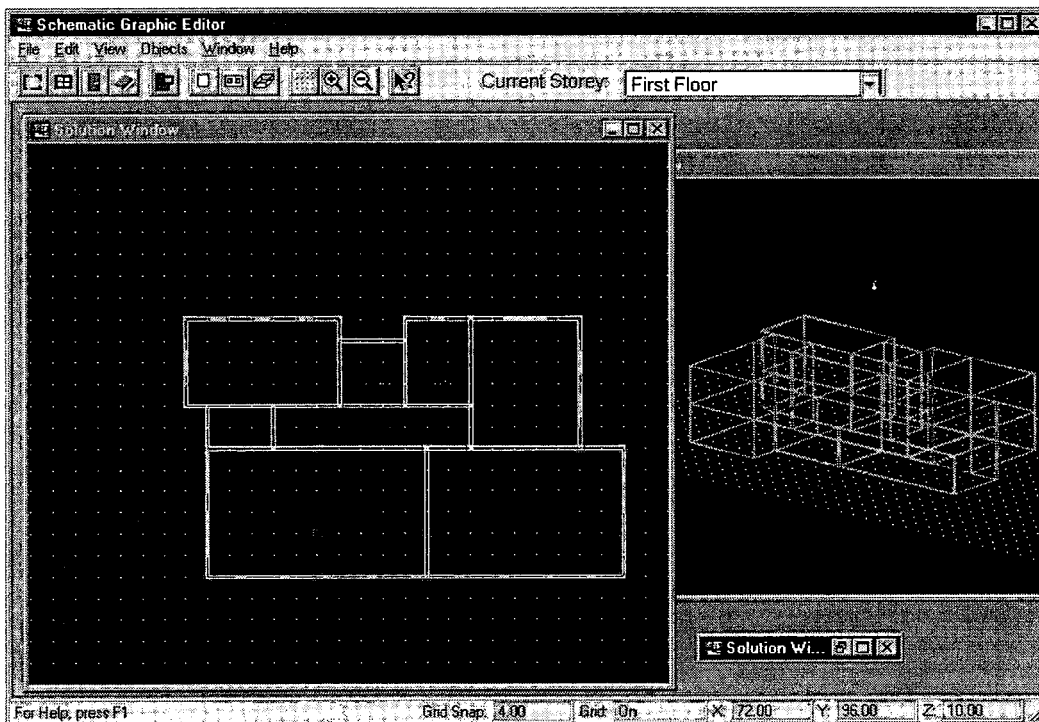 Schematic Graphic Editor
File Edit View Objects Window Help
Current Storey: First Floor
Solution Window
Solution Wi...
For Help, press F1 Grid Snap: 4.00 Grid: On X: 72.00 Y: 96.00 Z: 10.00